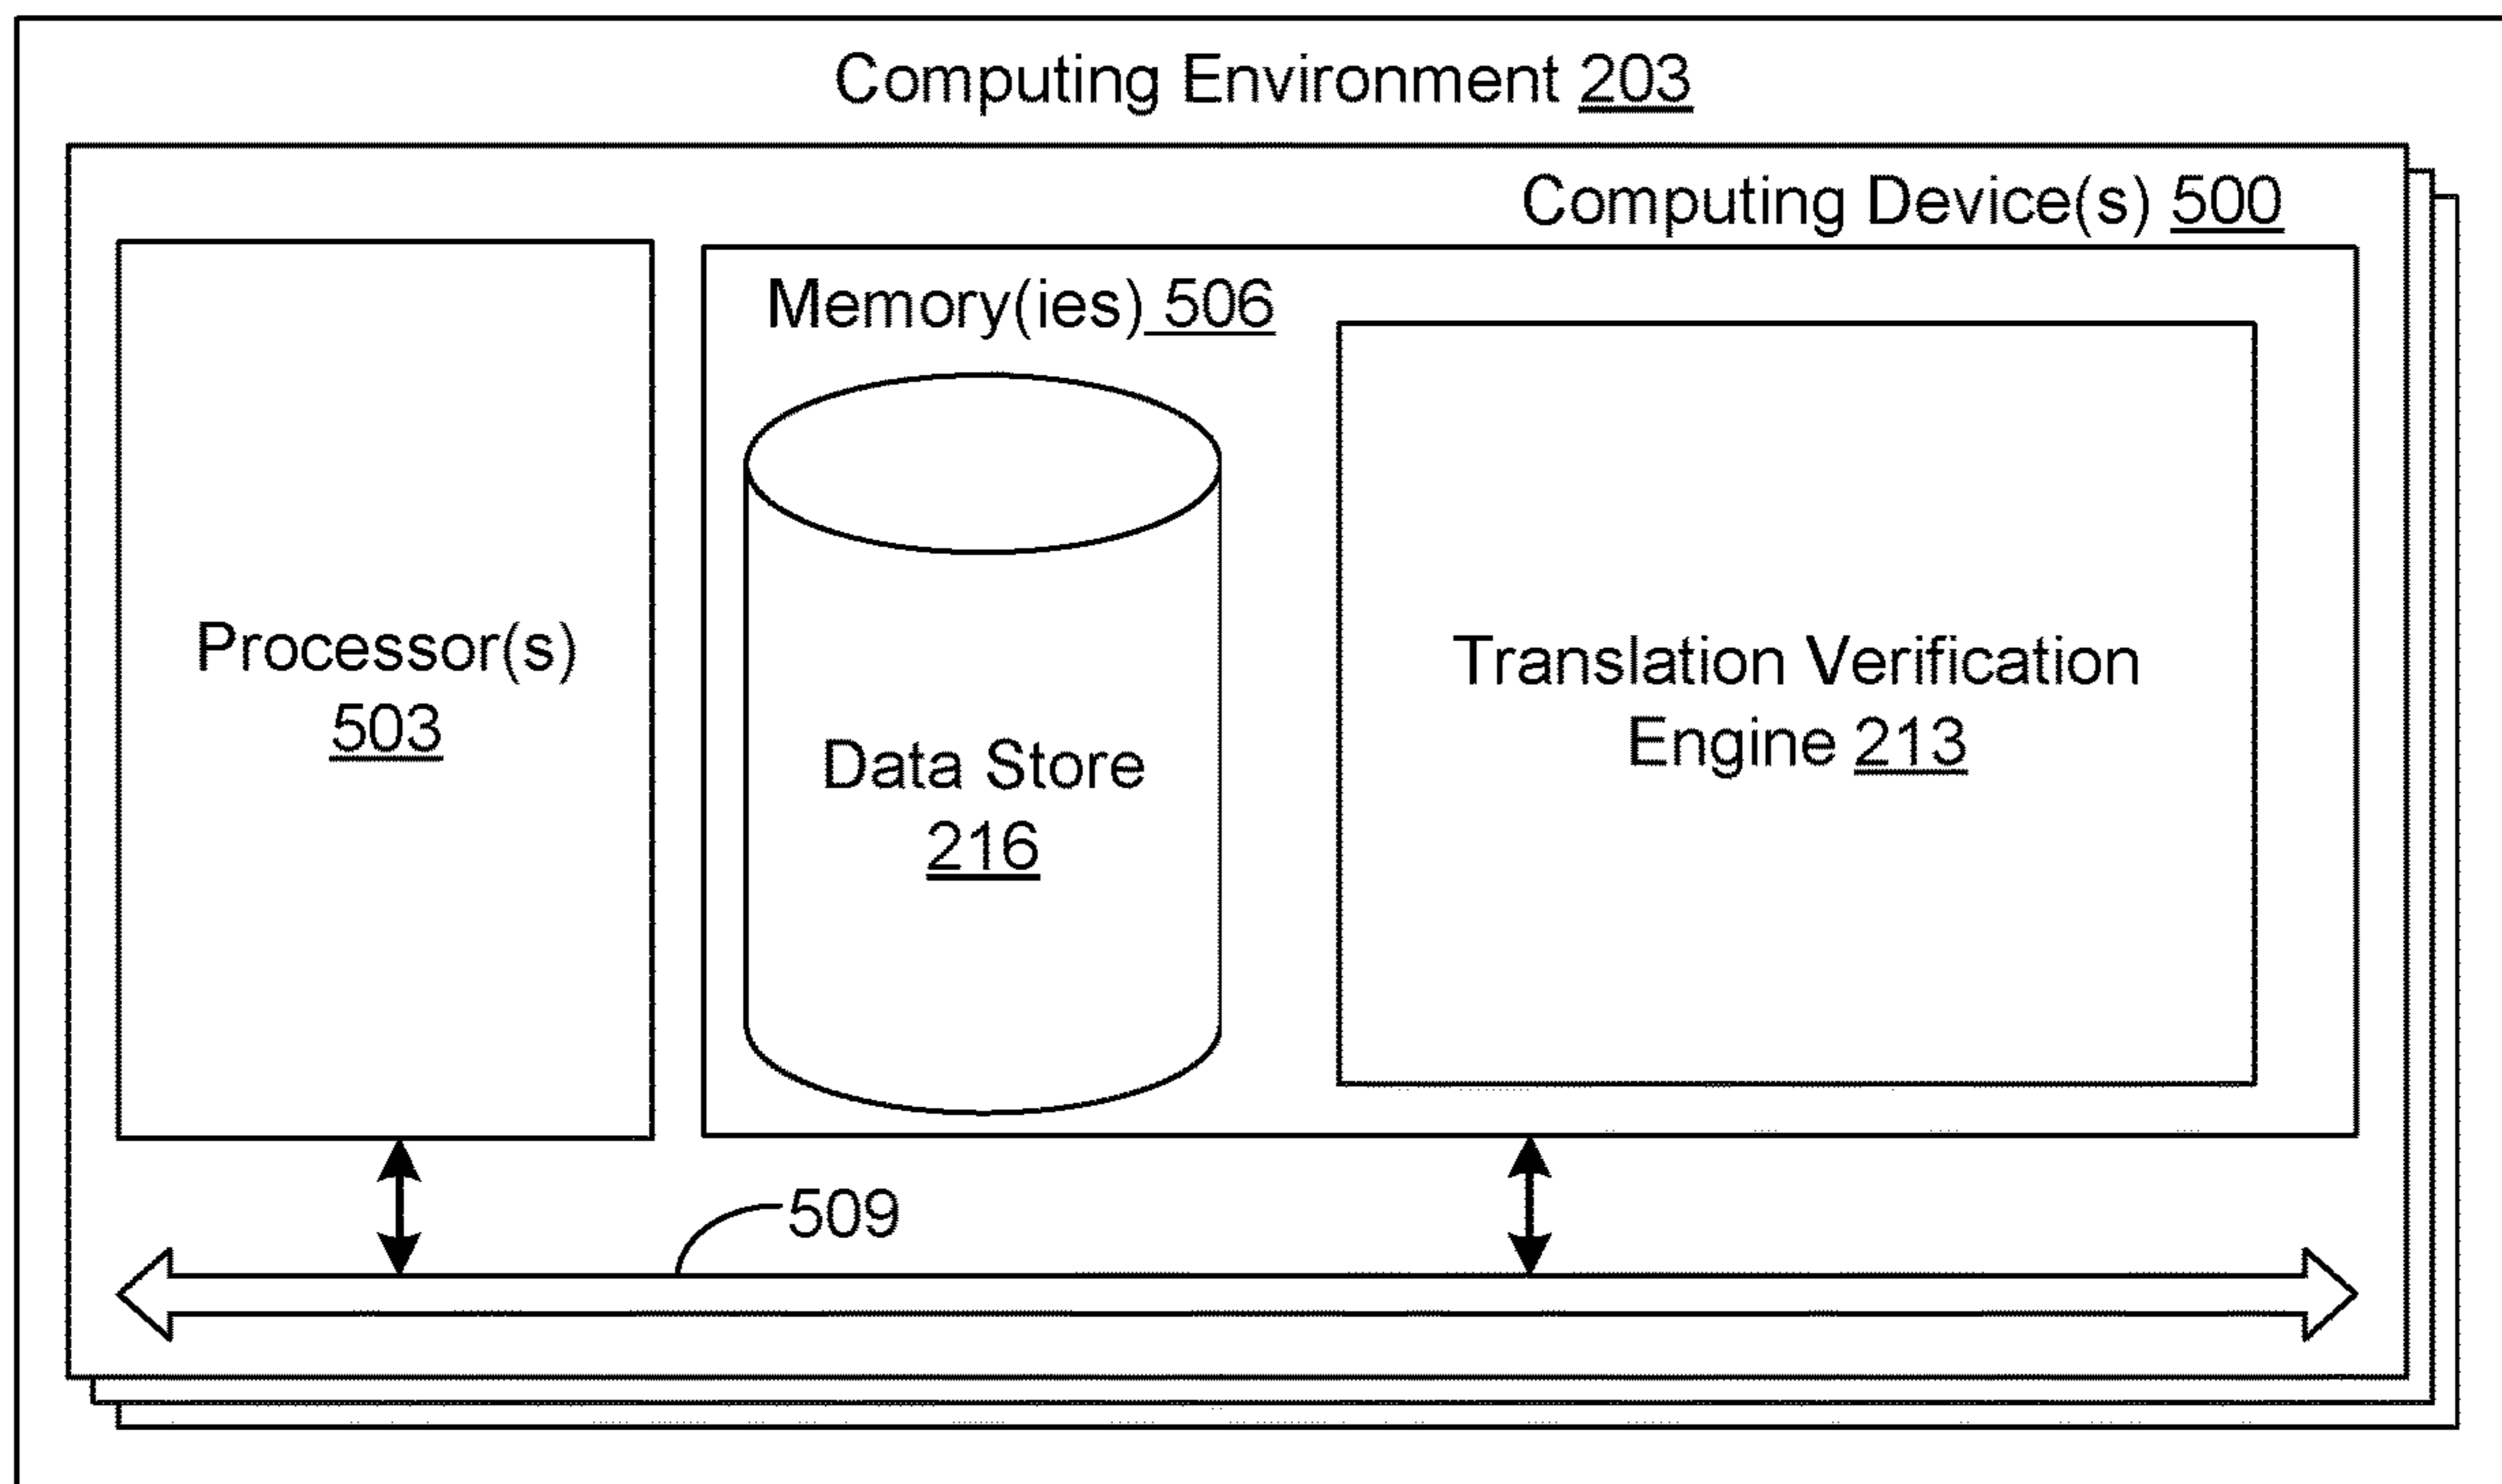 Computing Environment 203
Computing Device(s) 500
Memory(ies) 506
Processor(s)
503
Data Store
216
Translation Verification
Engine 213
509